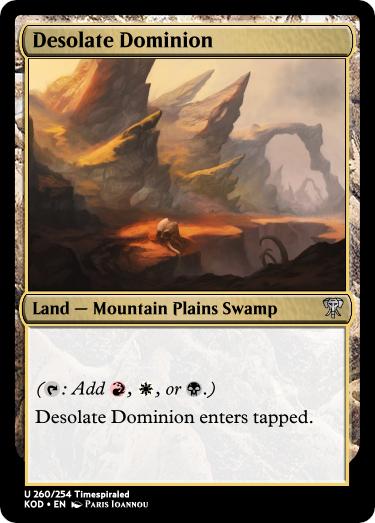 Desolate Dominion
Land — Mountain Plains Swamp
(: Add , , or .)
Desolate Dominion enters tapped.
U 260/254 Timespiraled
KOD • EN Paris Ioannou